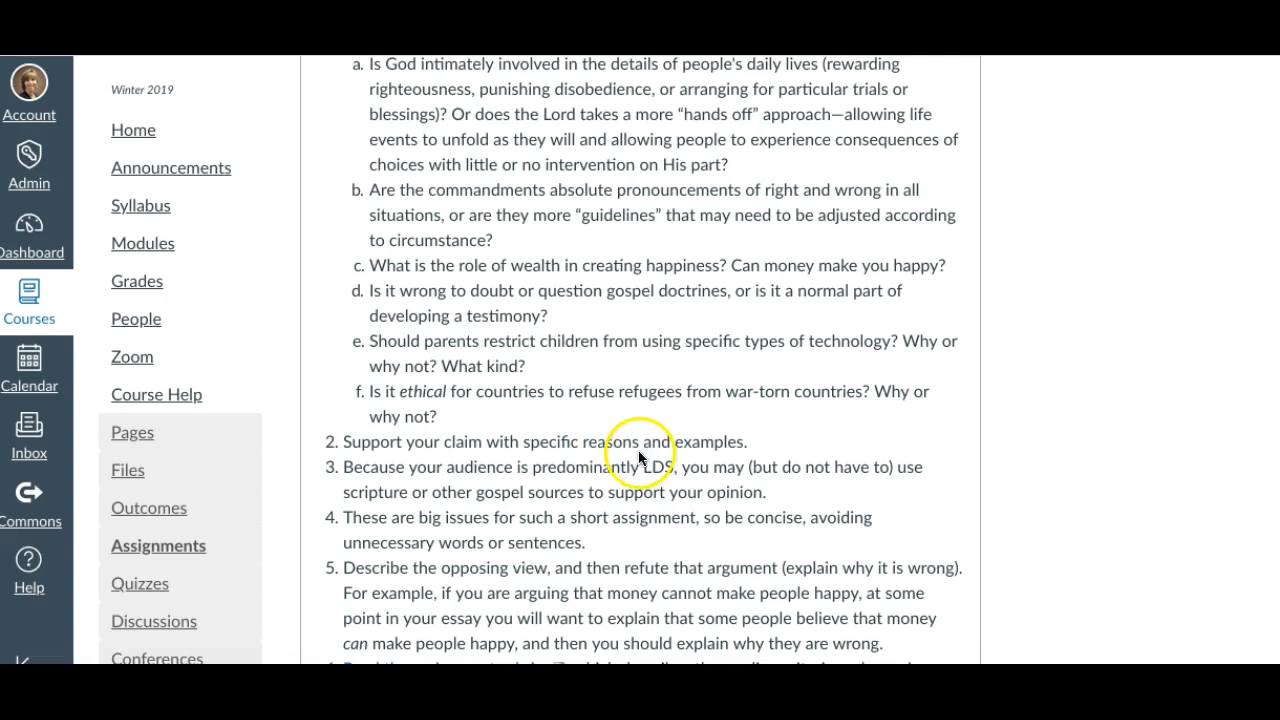 Account
Admin
Dashboard
Courses
Calendar
Inbox
Commons
Help
Winter 2019
Home
Announcements
Syllabus
Modules
Grades
People
Zoom
Course Help
Pages
Files
Outcomes
Assignments
Quizzes
Discussions
Conferences
a. Is God intimately involved in the details of people's daily lives (rewarding
righteousness, punishing disobedience, or arranging for particular trials or
blessings)? Or does the Lord takes a more “hands off” approach—allowing life
events to unfold as they will and allowing people to experience consequences of
choices with little or no intervention on His part?
b. Are the commandments absolute pronouncements of right and wrong in all
situations, or are they more “guidelines” that may need to be adjusted according
to circumstance?
c. What is the role of wealth in creating happiness? Can money make you happy?
d. Is it wrong to doubt or question gospel doctrines, or is it a normal part of
developing a testimony?
e. Should parents restrict children from using specific types of technology? Why or
why not? What kind?
f. Is it ethical for countries to refuse refugees from war-torn countries? Why or
why not?
2. Support your claim with specific reasons and examples.
3. Because your audience is predominantly LDS, you may (but do not have to) use
scripture or other gospel sources to support your opinion.
4. These are big issues for such a short assignment, so be concise, avoiding
unnecessary words or sentences.
5. Describe the opposing view, and then refute that argument (explain why it is wrong).
For example, if you are arguing that money cannot make people happy, at some
point in your essay you will want to explain that some people believe that money
can make people happy, and then you should explain why they are wrong.